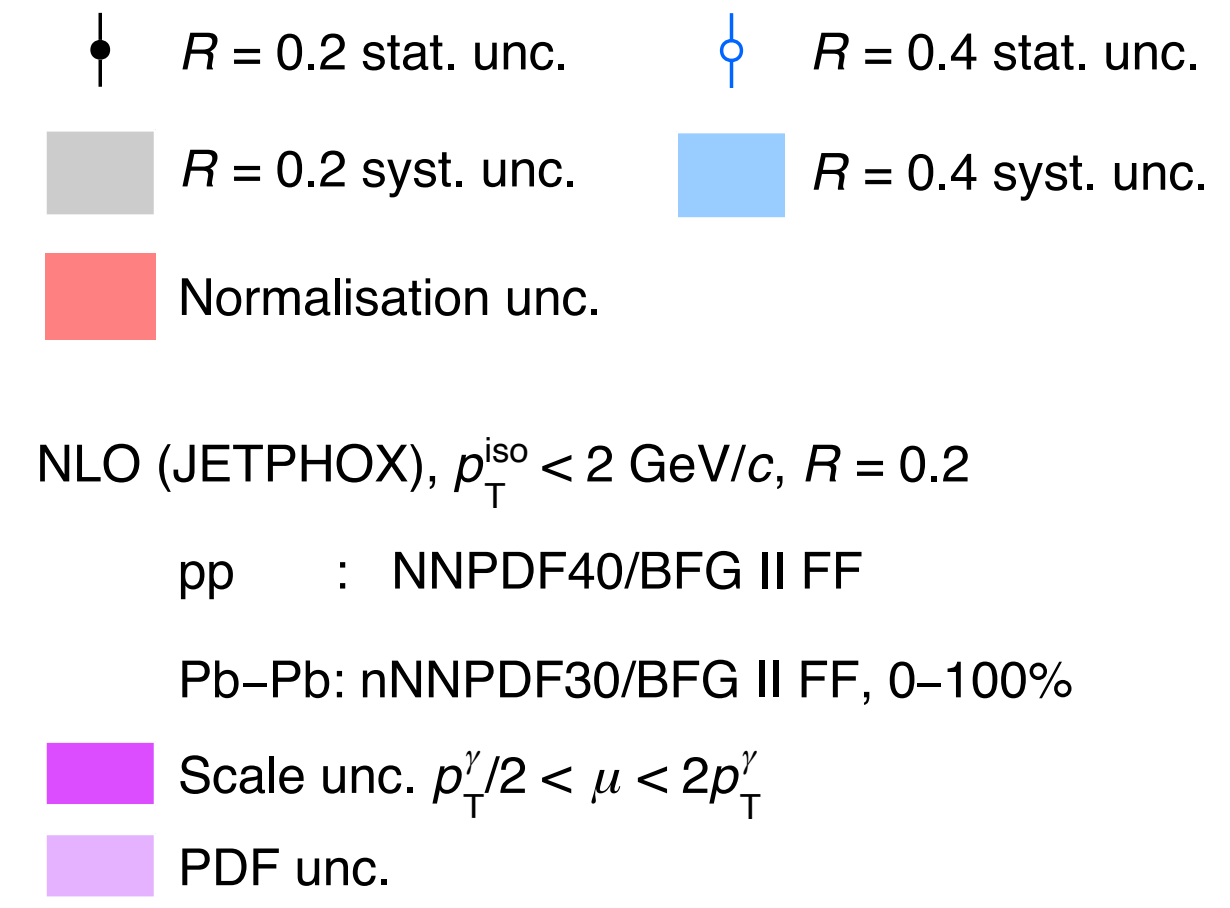 R = 0.2 stat. unc.
R = 0.4 stat. unc.
R = 0.2 syst. unc.
R = 0.4 syst. unc.
Normalisation unc.
NLO (JETPHOX), p_T^iso < 2 GeV/c, R = 0.2
pp : NNPDF40/BFG II FF
Pb–Pb: nNNPDF30/BFG II FF, 0–100%
Scale unc. p_T^γ/2 < μ < 2p_T^γ
PDF unc.